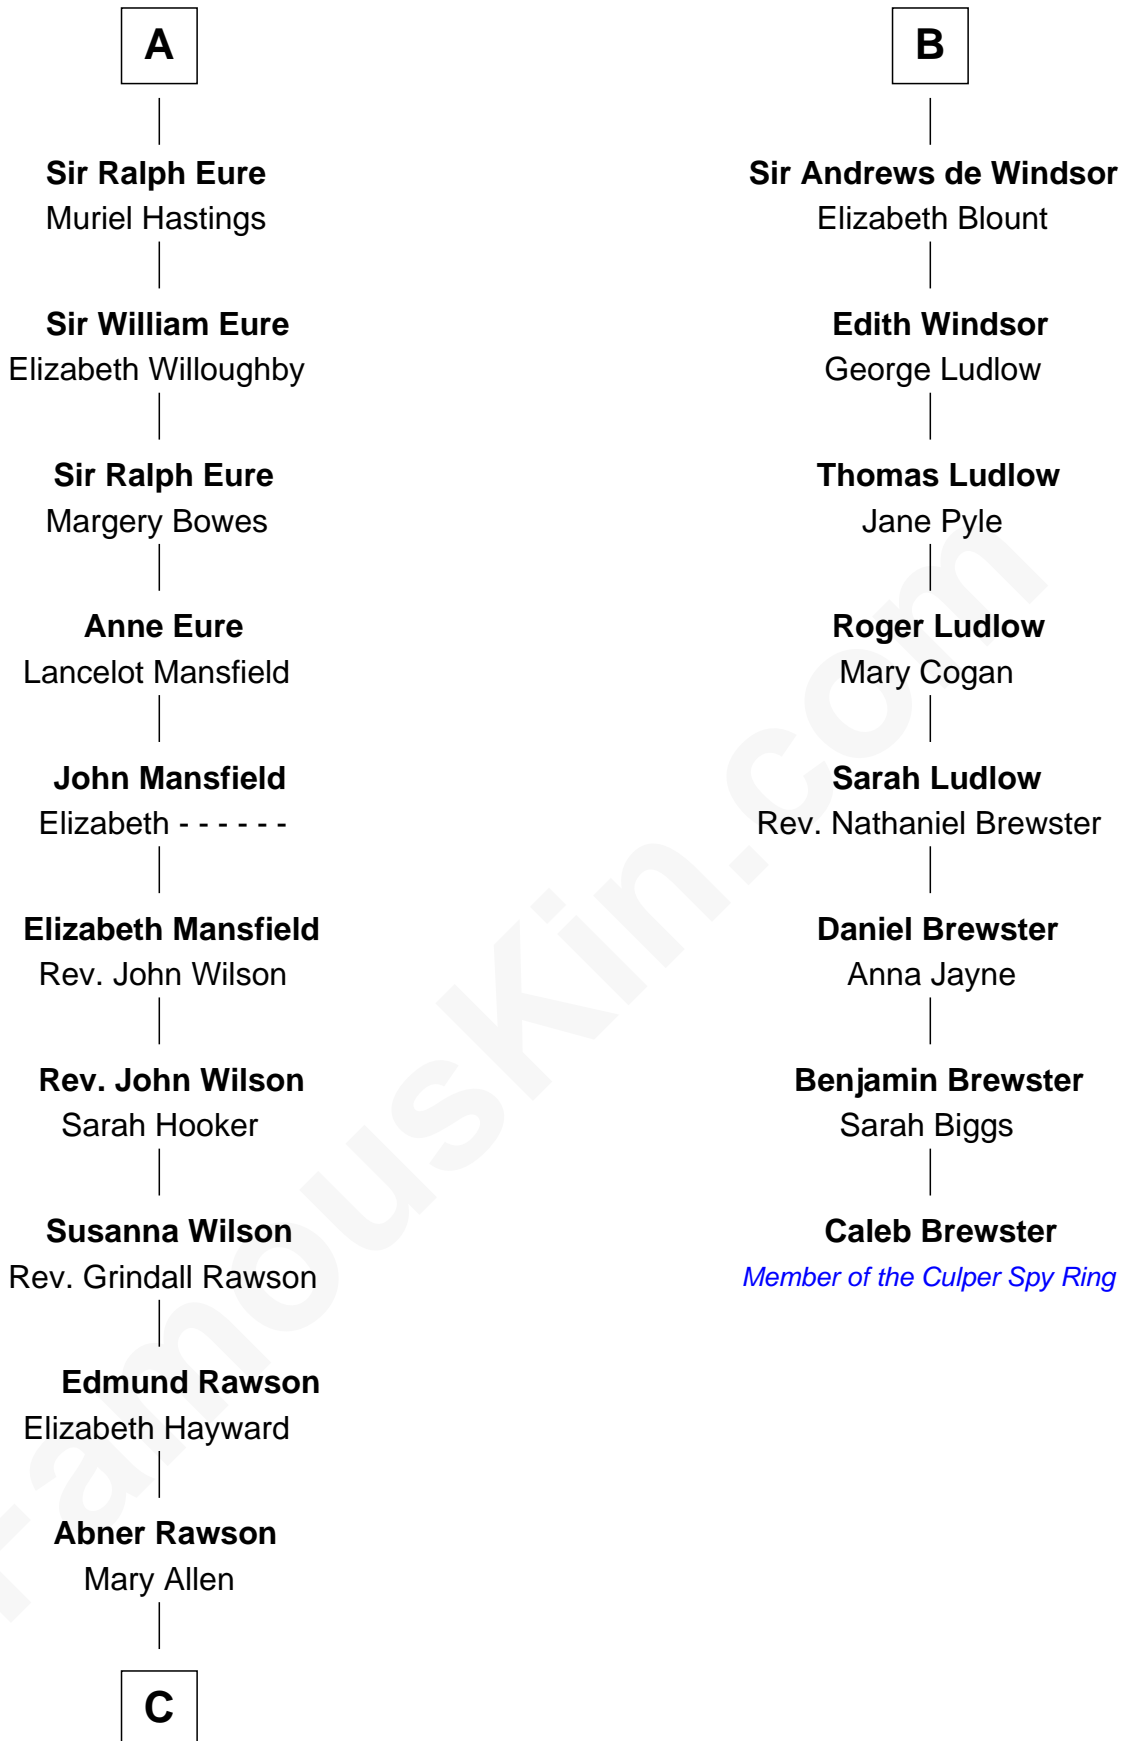 A
Sir Ralph Eure
Muriel Hastings
Sir William Eure
Elizabeth Willoughby
Sir Ralph Eure
Margery Bowes
Anne Eure
Lancelot Mansfield
John Mansfield
Elizabeth - - - - - -
Elizabeth Mansfield
Rev. John Wilson
Rev. John Wilson
Sarah Hooker
Susanna Wilson
Rev. Grindall Rawson
Edmund Rawson
Elizabeth Hayward
Abner Rawson
Mary Allen
C
B
Sir Andrews de Windsor
Elizabeth Blount
Edith Windsor
George Ludlow
Thomas Ludlow
Jane Pyle
Roger Ludlow
Mary Cogan
Sarah Ludlow
Rev. Nathaniel Brewster
Daniel Brewster
Anna Jayne
Benjamin Brewster
Sarah Biggs
Caleb Brewster
Member of the Culper Spy Ring
FamousKin.com